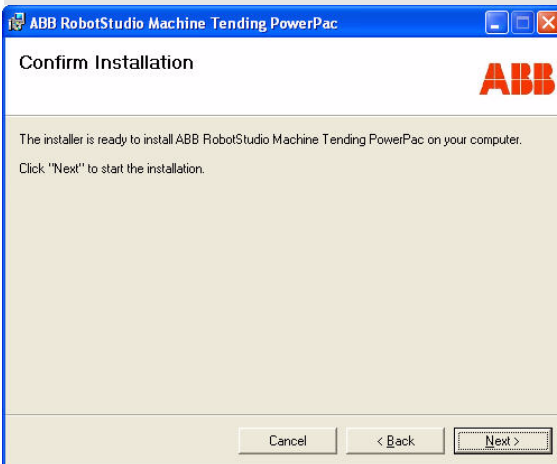 ABB RobotStudio Machine Tending PowerPac
Confirm Installation
ABB
The installer is ready to install ABB RobotStudio Machine Tending PowerPac on your computer.
Click "Next" to start the installation.
Cancel
< Back
Next >